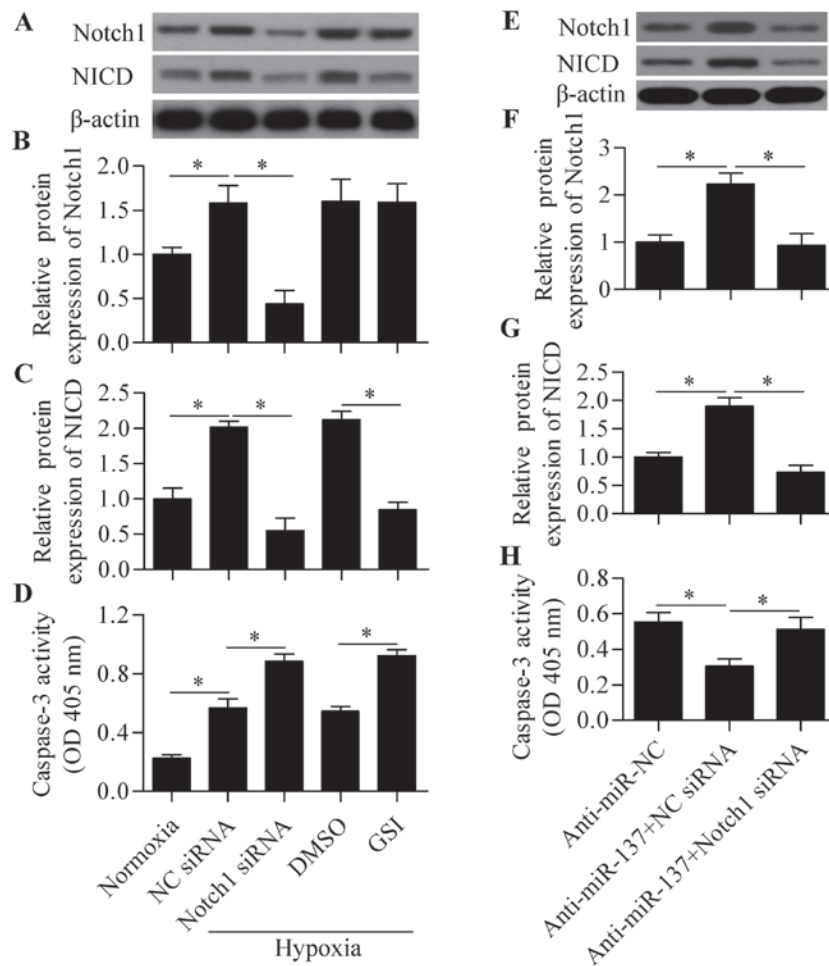 A
Notch1
NICD
β-actin
B
Relative protein
expression of Notch1
2.0
1.5
1.0
0.5
0.0
*
*
C
Relative protein
expression of NICD
2.5
2.0
1.5
1.0
0.5
0.0
*
*
*
D
Caspase-3 activity
(OD 405 nm)
1.2
0.9
0.6
0.3
0.0
*
*
*
Normoxia
NC siRNA
Notch1 siRNA
DMSO
GSI
Hypoxia
E
Notch1
NICD
β-actin
F
Relative protein
expression of Notch1
3
2
1
0
*
*
G
Relative protein
expression of NICD
2.5
2.0
1.5
1.0
0.5
0.0
*
*
H
Caspase-3 activity
(OD 405 nm)
0.8
0.6
0.4
0.2
0.0
*
*
Anti-miR-NC
Anti-miR-137+NC siRNA
Anti-miR-137+Notch1 siRNA